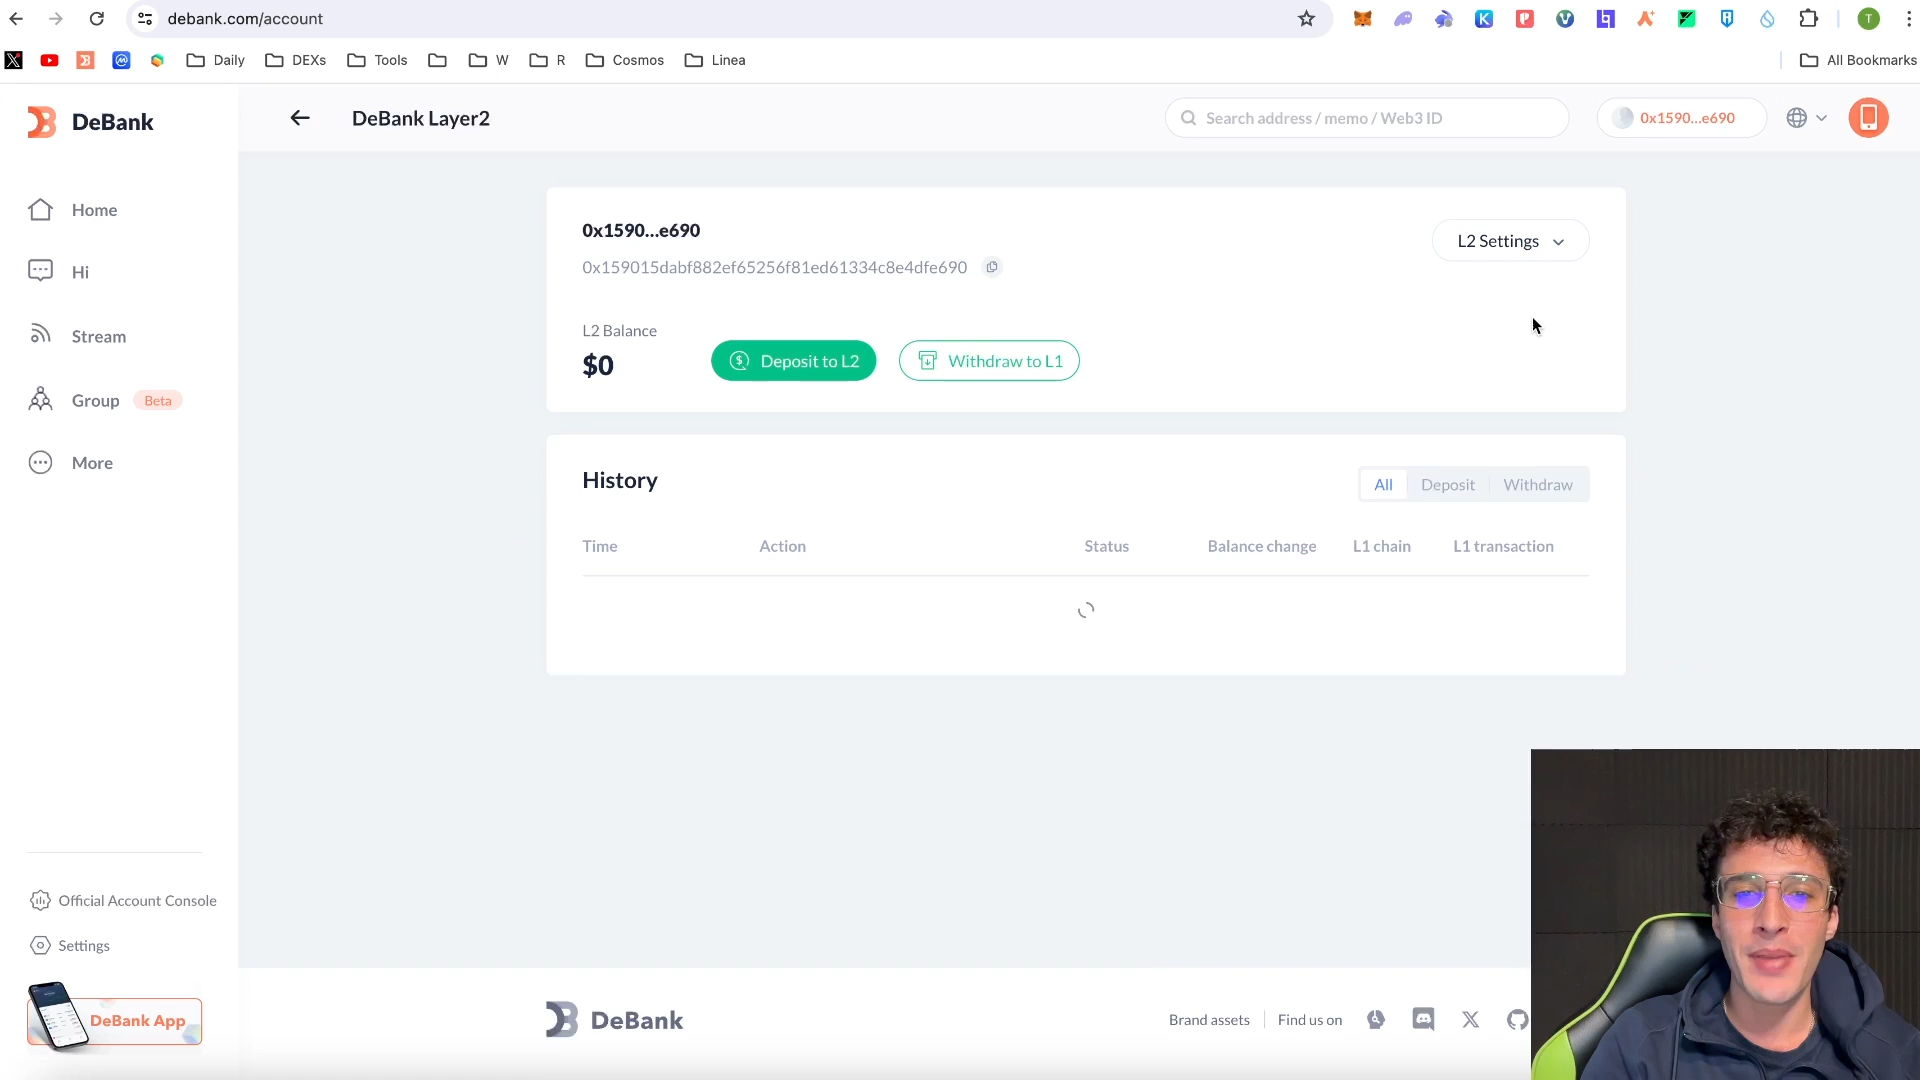 debank.com/account
T
Daily
DEXs
Tools
W
R
Cosmos
Linea
All Bookmarks
DeBank
DeBank Layer2
Search address / memo / Web3 ID
0x1590...e690
Home
Hi
Stream
Group
Beta
More
0x1590...e690
L2 Settings
0x159015dabf882ef65256f81ed61334c8e4dfe690
L2 Balance
$0
Deposit to L2
Withdraw to L1
History
All
Deposit
Withdraw
Time
Action
Status
Balance change
L1 chain
L1 transaction
Official Account Console
Settings
DeBank App
DeBank
Brand assets
Find us on